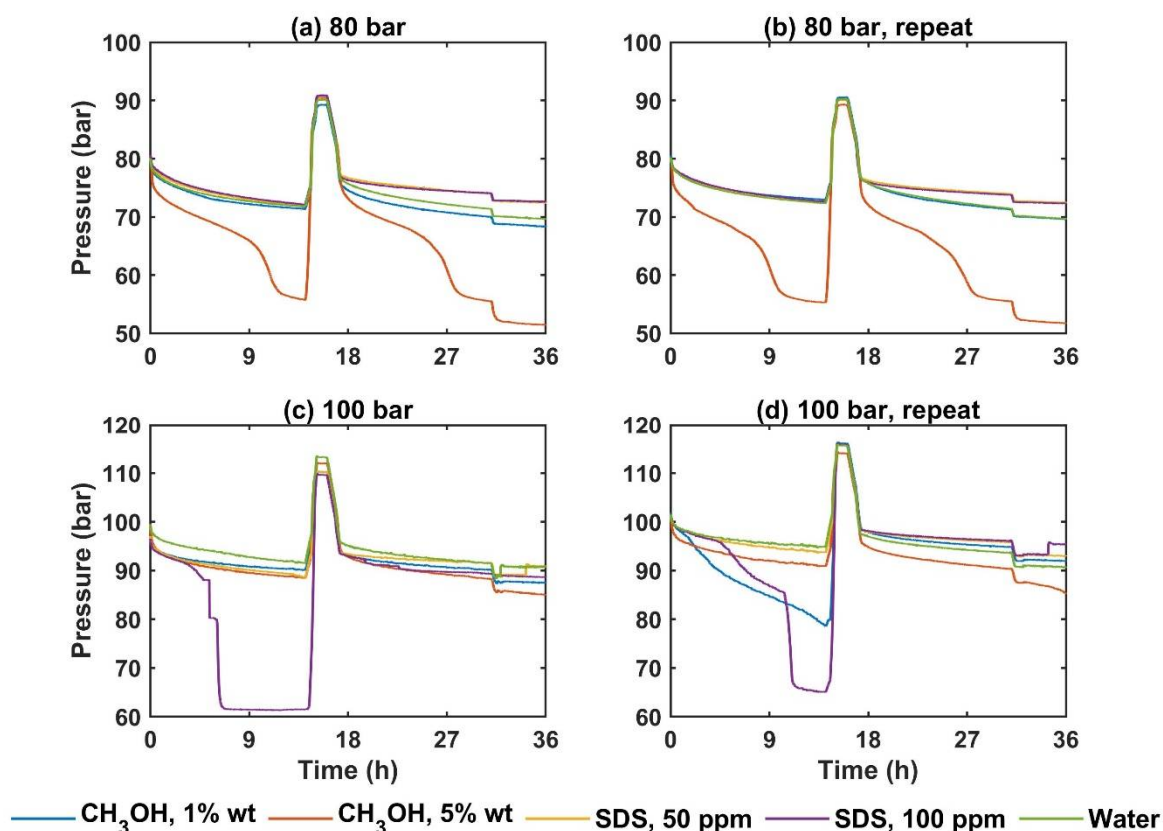 (a) 80 bar
(b) 80 bar, repeat
Pressure (bar)
100
90
80
70
60
50
0 9 18 27 36
100
90
80
70
60
50
0 9 18 27 36
(c) 100 bar
(d) 100 bar, repeat
Pressure (bar)
120
110
100
90
80
70
60
0 9 18 27 36
Time (h)
120
110
100
90
80
70
60
0 9 18 27 36
Time (h)
CH₃OH, 1% wt CH₃OH, 5% wt SDS, 50 ppm SDS, 100 ppm Water